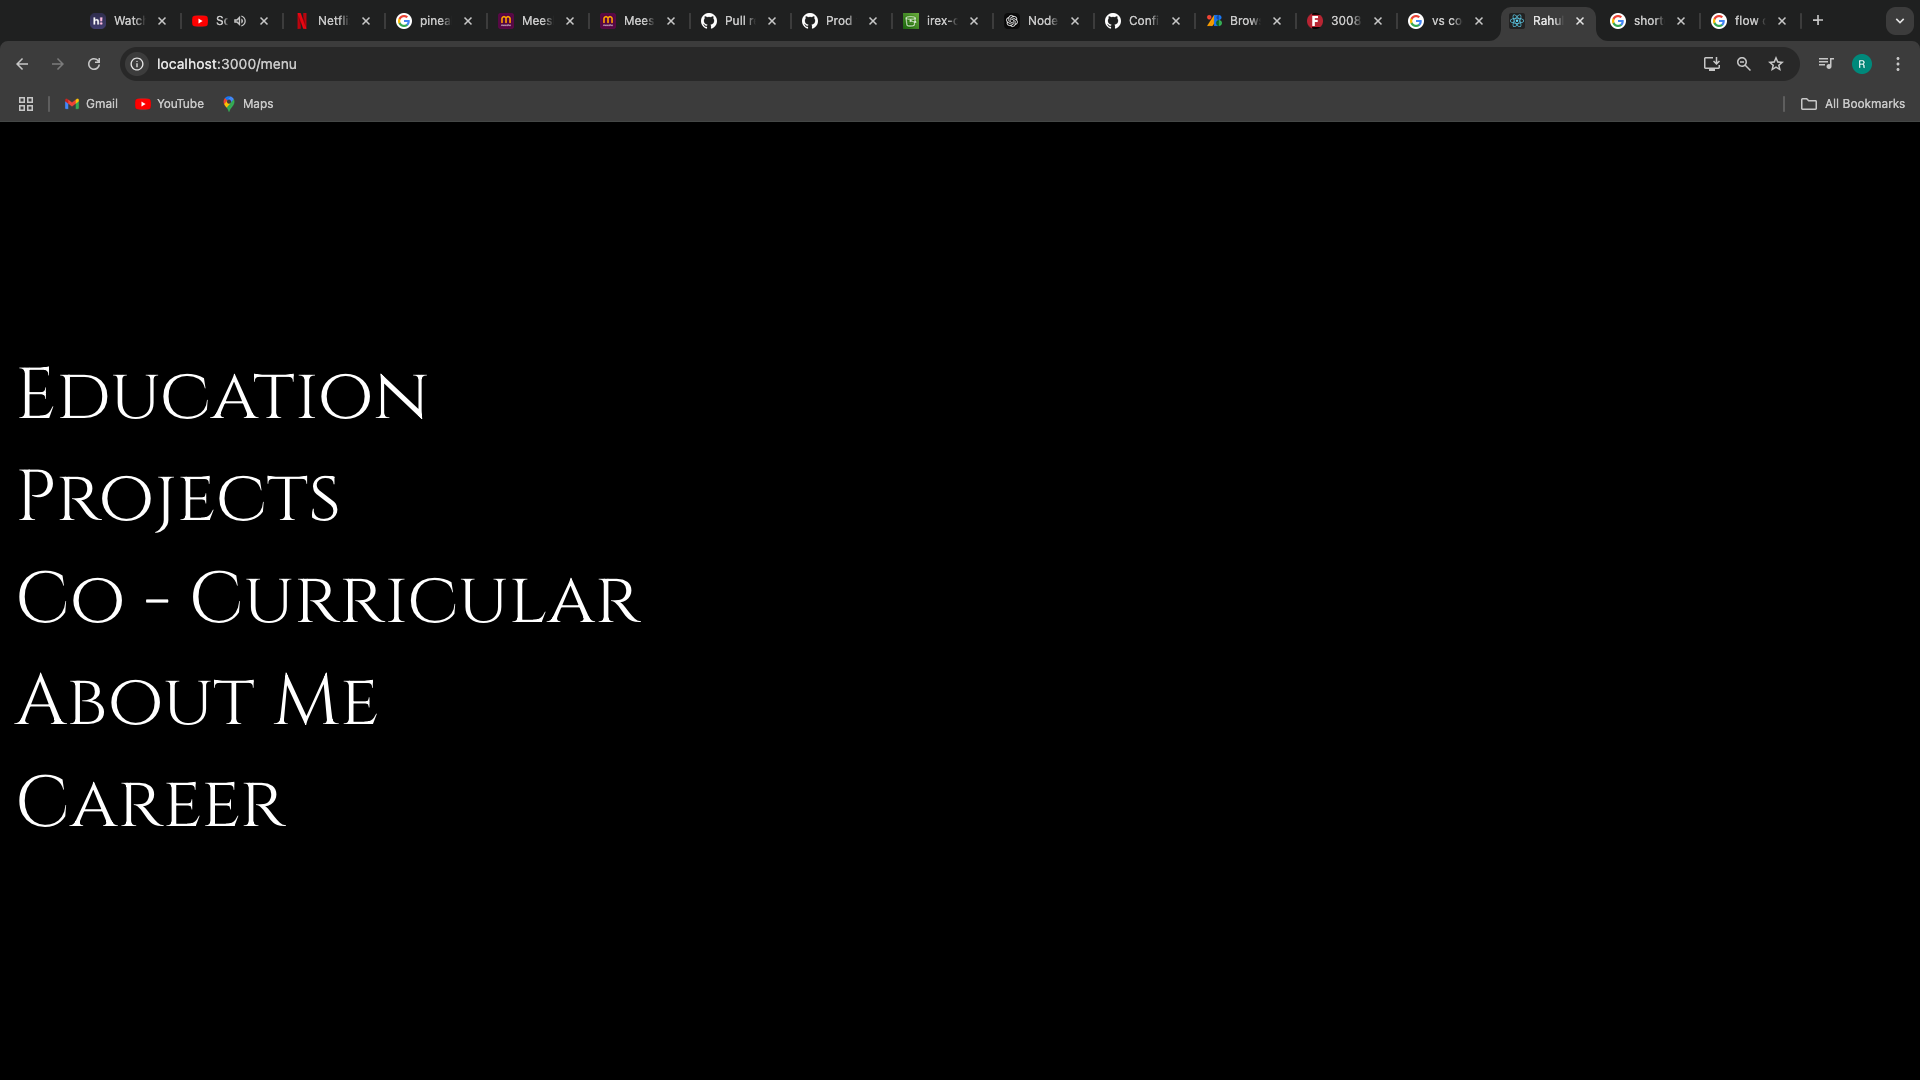 Watc Sc Netfli pinea Mees Mees Pull r Prod irex-c Node Confi Brow 3008 vs co Rahu short flow
localhost:3000/menu R
Gmail YouTube Maps All Bookmarks
Education
Projects
Co - Curricular
About Me
Career